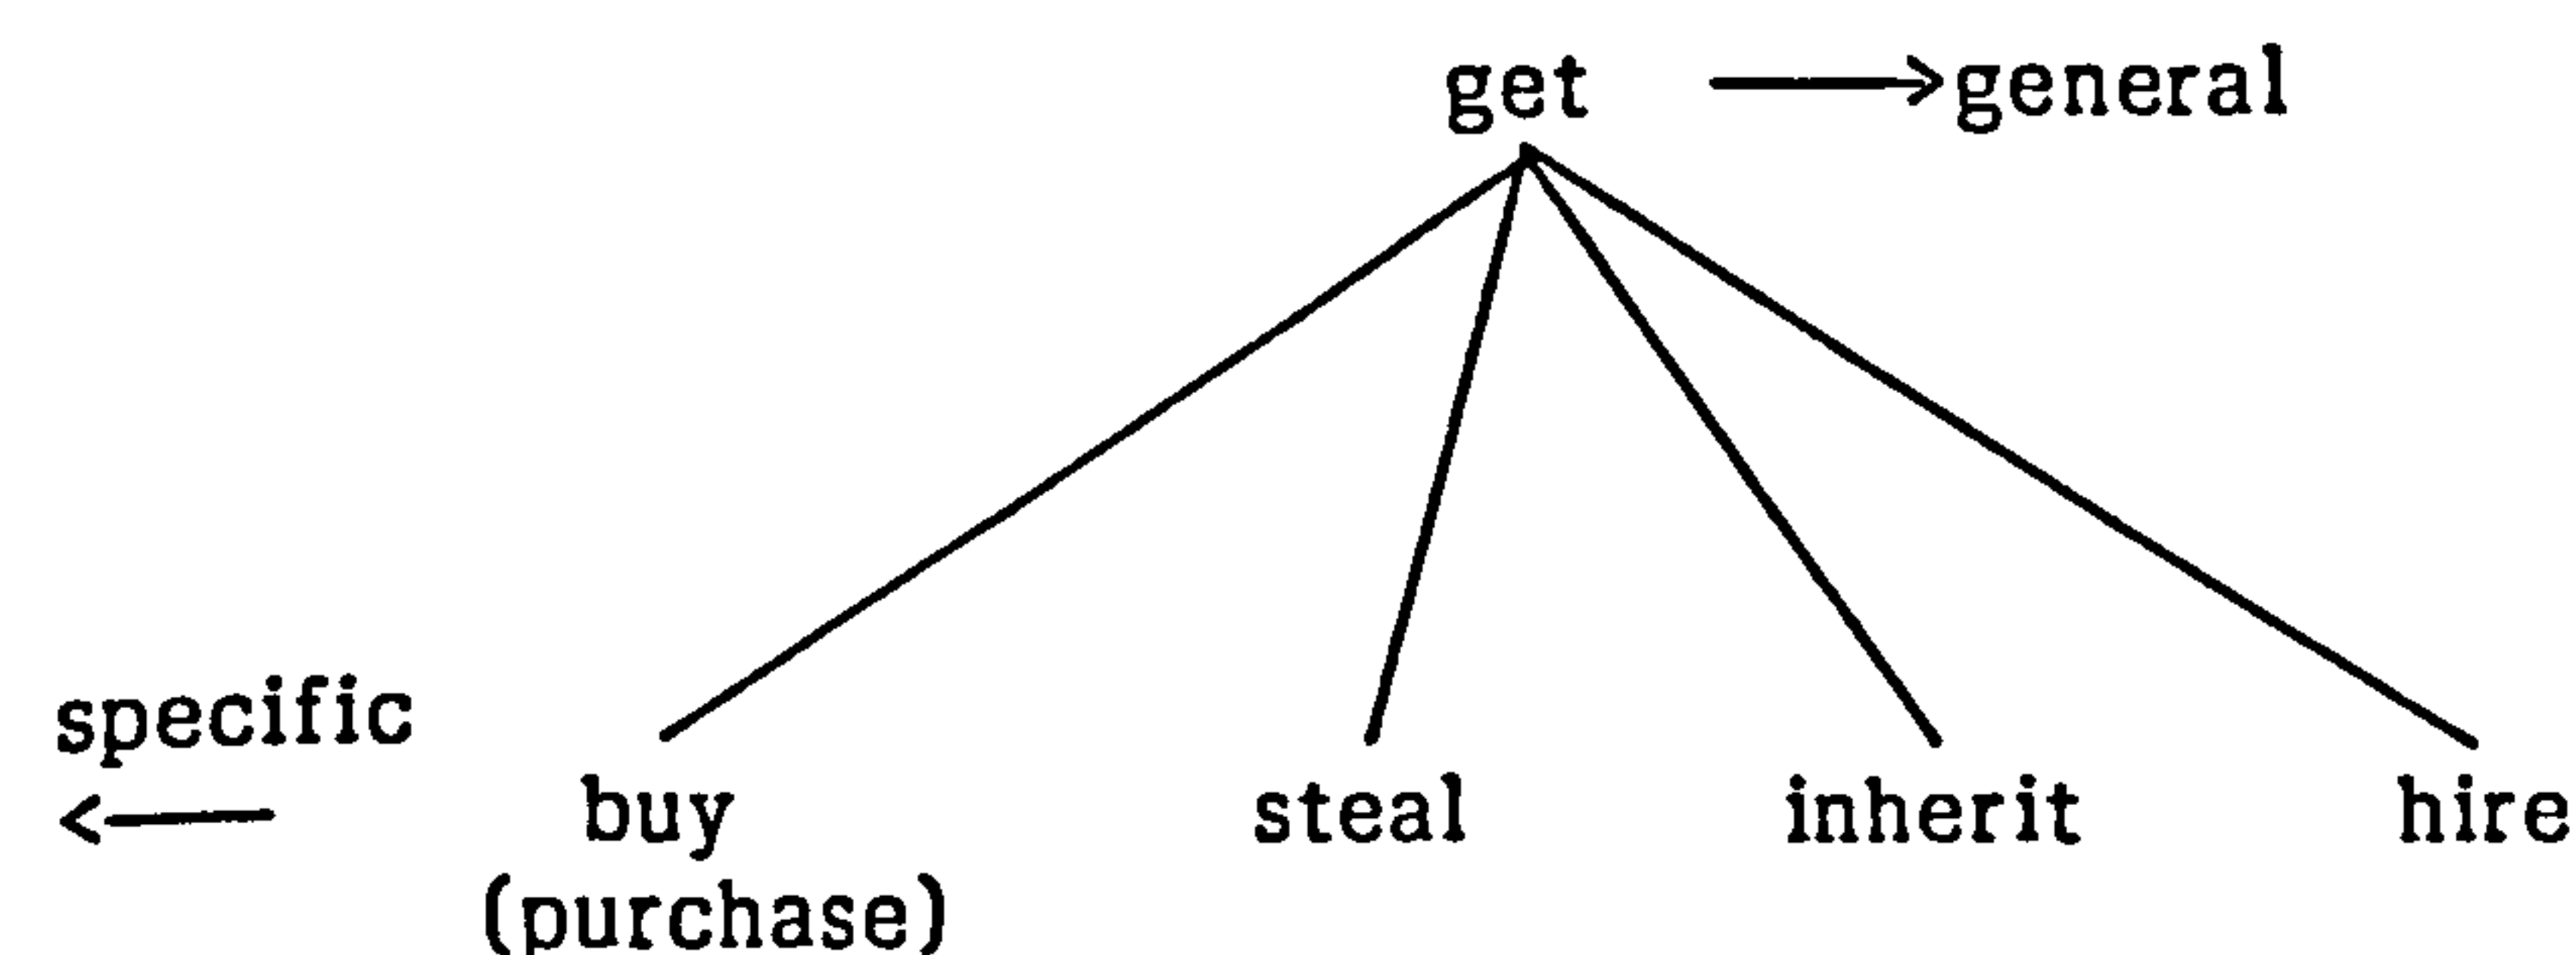 get → general
specific
← buy steal inherit hire
(purchase)